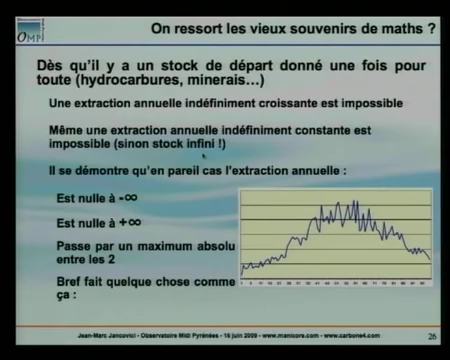 On ressort les vieux souvenirs de maths ?
OMP
Dès qu'il y a un stock de départ donné une fois pour
toute (hydrocarbures, minerais…)
Une extraction annuelle indéfiniment croissante est impossible
Même une extraction annuelle indéfiniment constante est
impossible (sinon stock infini !)
Il se démontre qu'en pareil cas l'extraction annuelle :
Est nulle à -∞
Est nulle à +∞
Passe par un maximum absolu
entre les 2
Bref fait quelque chose comme
ça :
Jean-Marc Jancovici - Observatoire Midi Pyrénées - 16 juin 2009 - www.manicore.com - www.carbone4.com
26